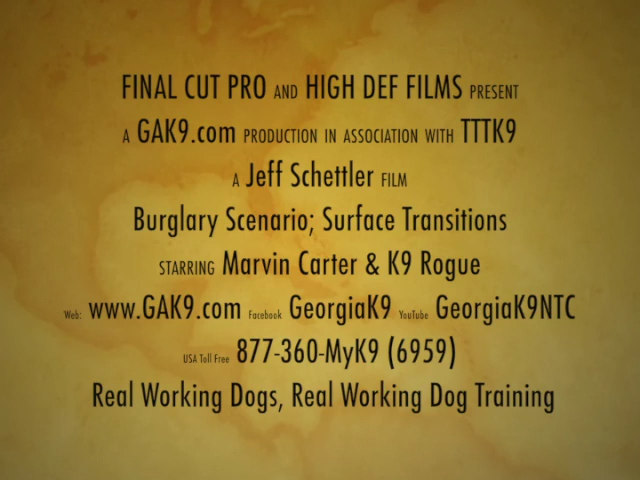 FINAL CUT PRO AND HIGH DEF FILMS PRESENT
A GAK9.com PRODUCTION IN ASSOCIATION WITH TTTK9
A Jeff Schettler FILM
Burglary Scenario; Surface Transitions
STARRING Marvin Carter & K9 Rogue
Web: www.GAK9.com Facebook GeorgiaK9 YouTube GeorgiaK9NTC
USA Toll Free 877-360-MyK9 (6959)
Real Working Dogs, Real Working Dog Training